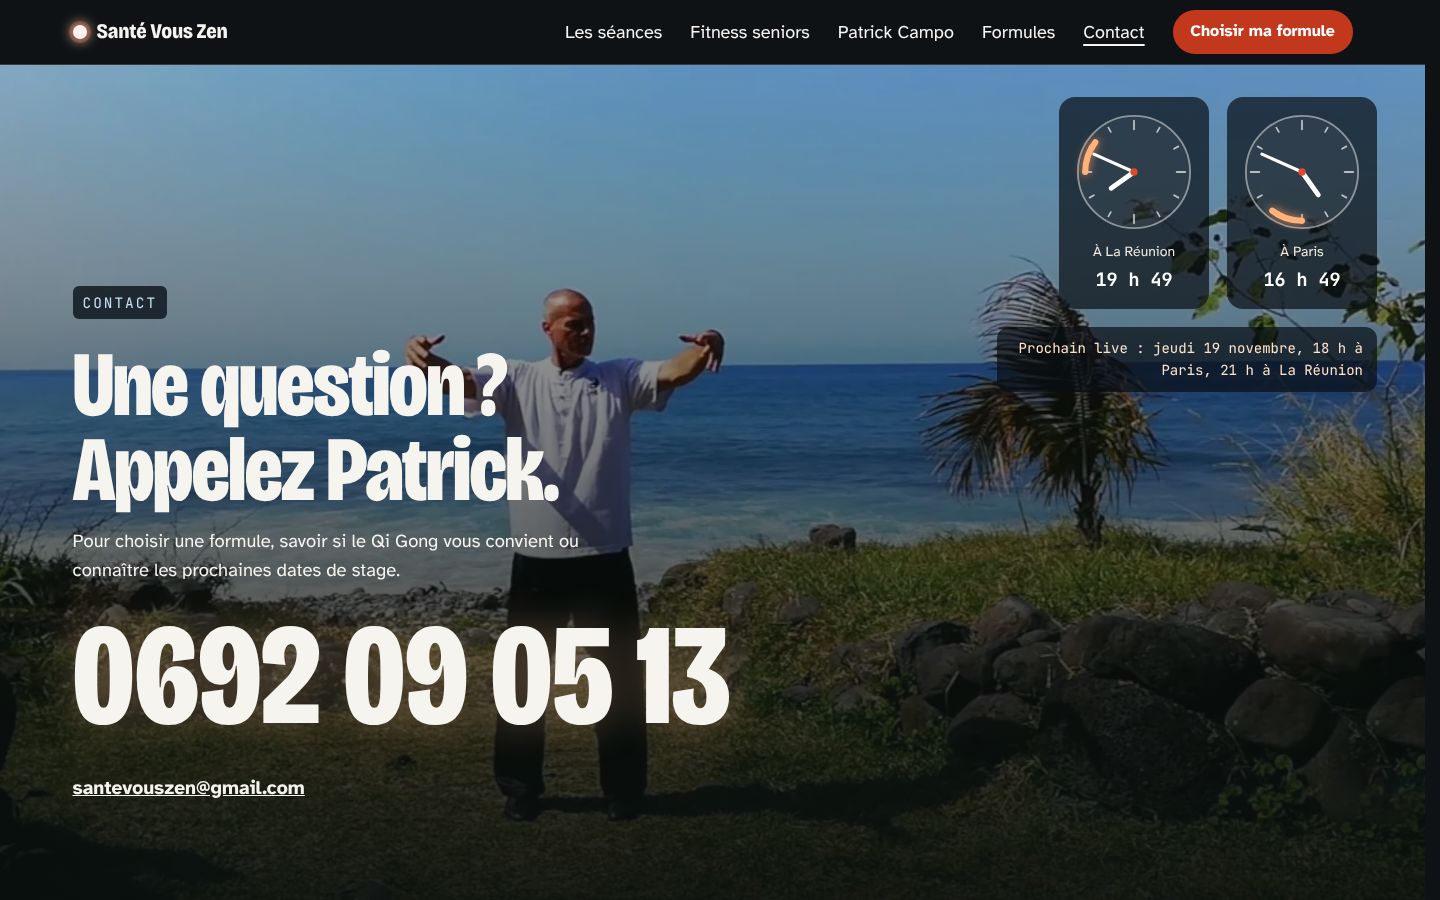 Santé Vous Zen
Les séances
Fitness seniors
Patrick Campo
Formules
Contact
Choisir ma formule
À La Réunion
19 h 49
À Paris
16 h 49
Prochain live : jeudi 19 novembre, 18 h à
Paris, 21 h à La Réunion
CONTACT
Une question ?
Appelez Patrick.
Pour choisir une formule, savoir si le Qi Gong vous convient ou
connaître les prochaines dates de stage.
0692 09 05 13
santevouszen@gmail.com